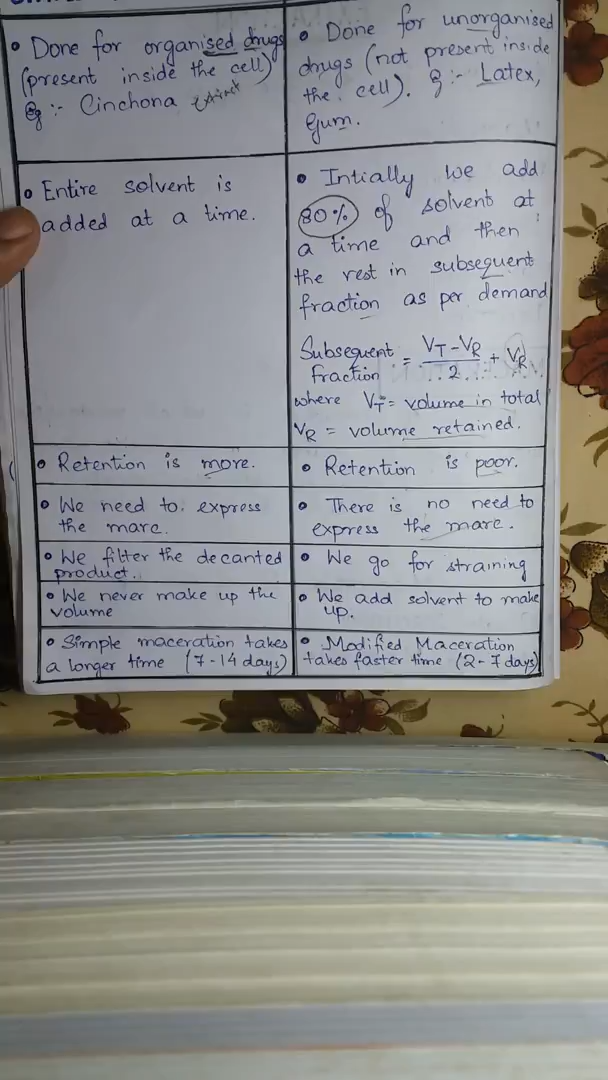 • Done for organised drugs
(present inside the cell)
Eg :- Cinchona
• Done for unorganised
drugs (not present inside
the cell). Eg :- Latex,
Gum.
• Entire solvent is
added at a time.
• Intially we add
80% of solvent at
a time and then
the rest in subsequent
fraction as per demand
Subsequent fraction = (VT - VR)/2 + VR
where VT = volume in total
VR = volume retained.
• Retention is more.
• Retention is poor.
• We need to express
the marc.
• There is no need to
express the marc.
• We filter the decanted
product.
• We go for straining
• We never make up the
volume
• We add solvent to make
up.
• Simple maceration takes
a longer time (7-14 days)
• Modified Maceration
takes faster time (2-7 days)